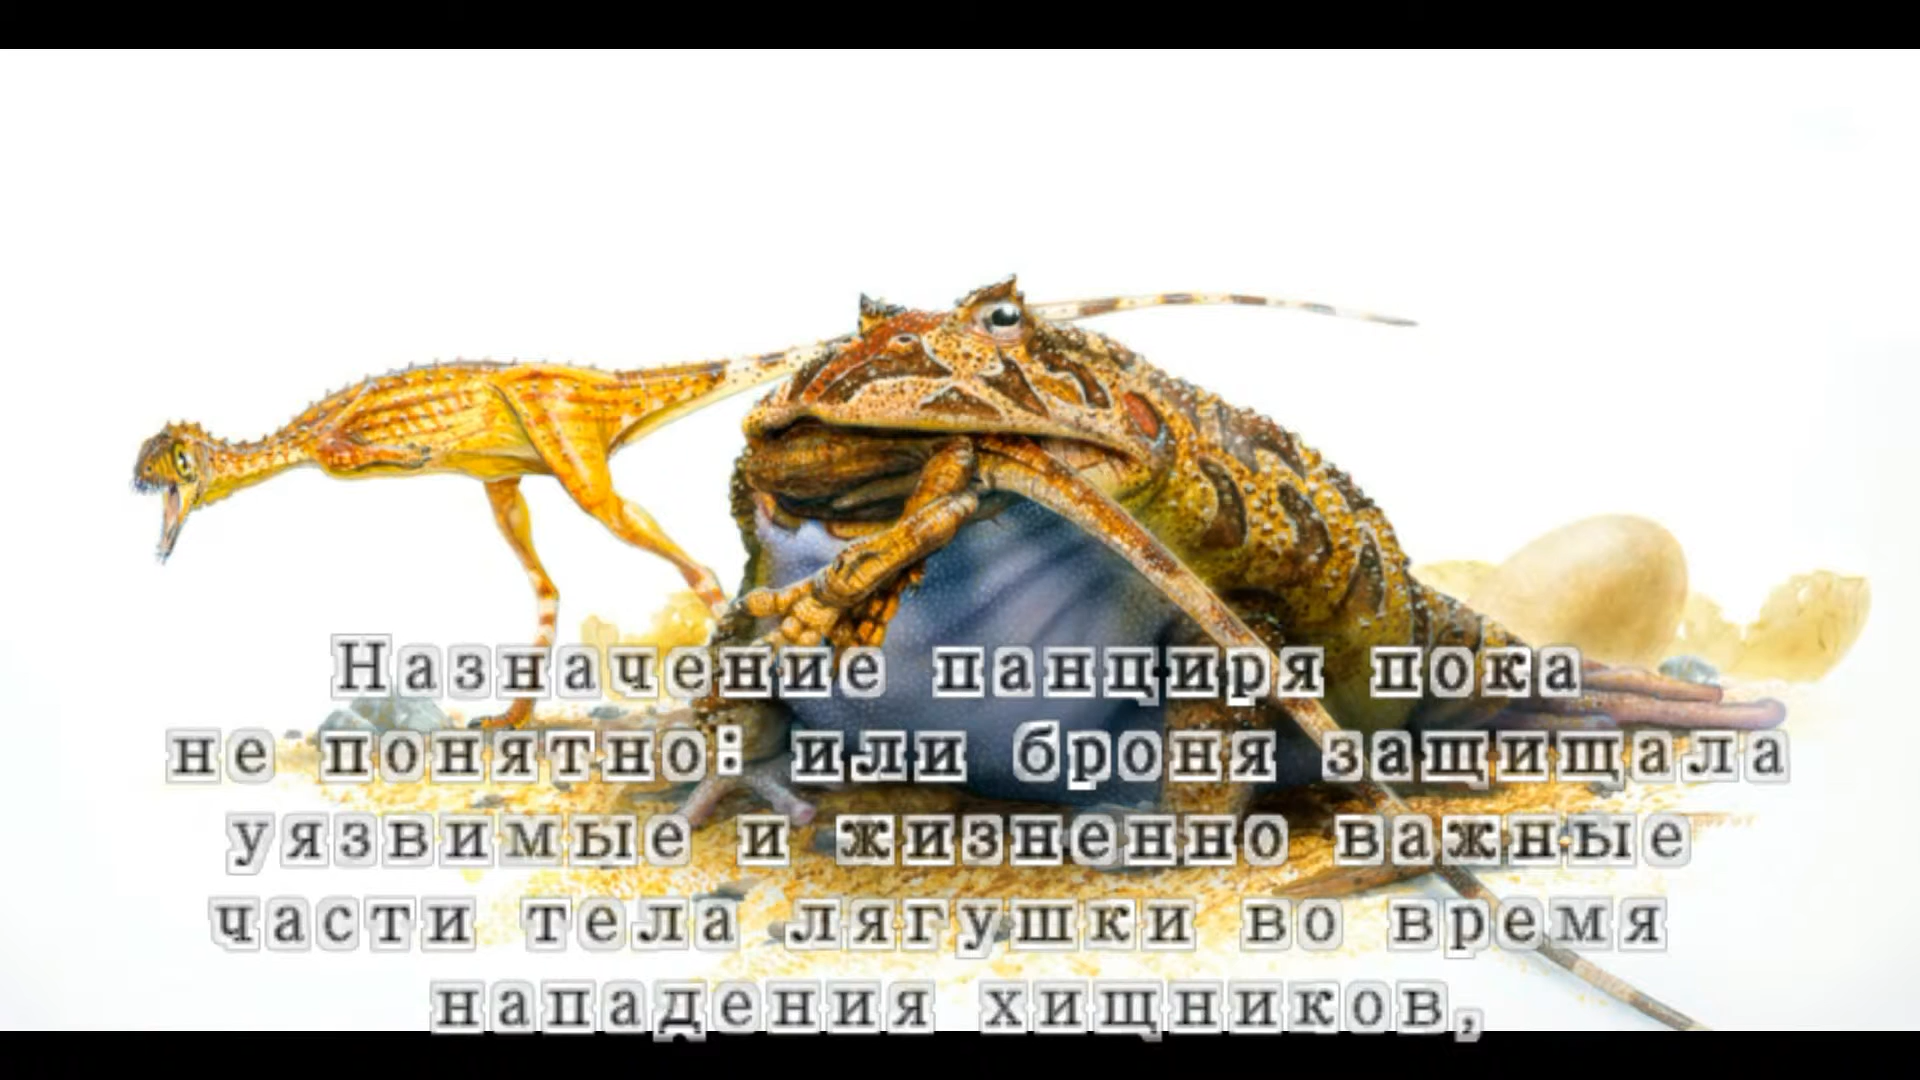 Назначение панциря пока
не понятно: или броня защищала
уязвимые и жизненно важные
части тела лягушки во время
нападения хищников,